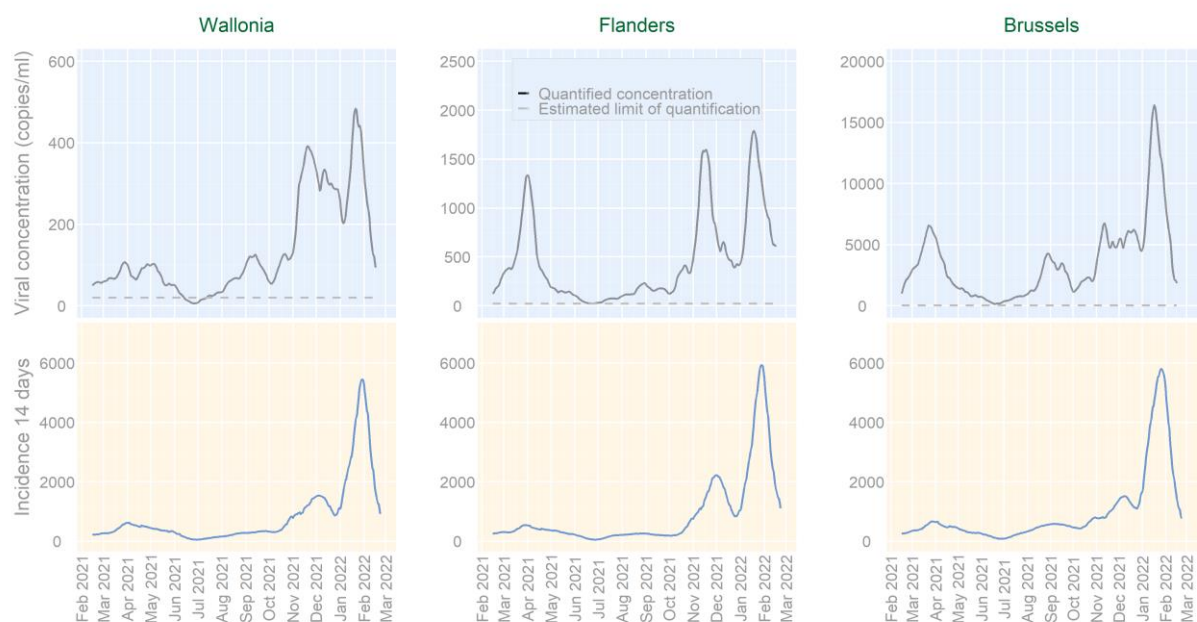 Wallonia
Flanders
Brussels
Viral concentration (copies/ml)
600
400
200
0
2500
2000
1500
1000
500
0
Quantified concentration
Estimated limit of quantification
20000
15000
10000
5000
0
Incidence 14 days
6000
4000
2000
0
6000
4000
2000
0
6000
4000
2000
0
Feb 2021
Mar 2021
Apr 2021
May 2021
Jun 2021
Jul 2021
Aug 2021
Sep 2021
Oct 2021
Nov 2021
Dec 2021
Jan 2022
Feb 2022
Mar 2022
Feb 2021
Mar 2021
Apr 2021
May 2021
Jun 2021
Jul 2021
Aug 2021
Sep 2021
Oct 2021
Nov 2021
Dec 2021
Jan 2022
Feb 2022
Mar 2022
Feb 2021
Mar 2021
Apr 2021
May 2021
Jun 2021
Jul 2021
Aug 2021
Sep 2021
Oct 2021
Nov 2021
Dec 2021
Jan 2022
Feb 2022
Mar 2022